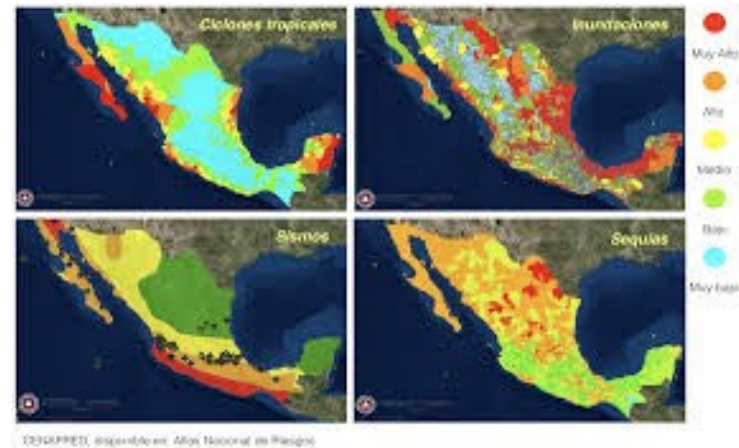 Ciclones tropicales
Inundaciones
Muy Alto
Alto
Medio
Bajo
Muy bajo
Sismos
Sequías
CENAPRED, disponible en: Atlas Nacional de Riesgos